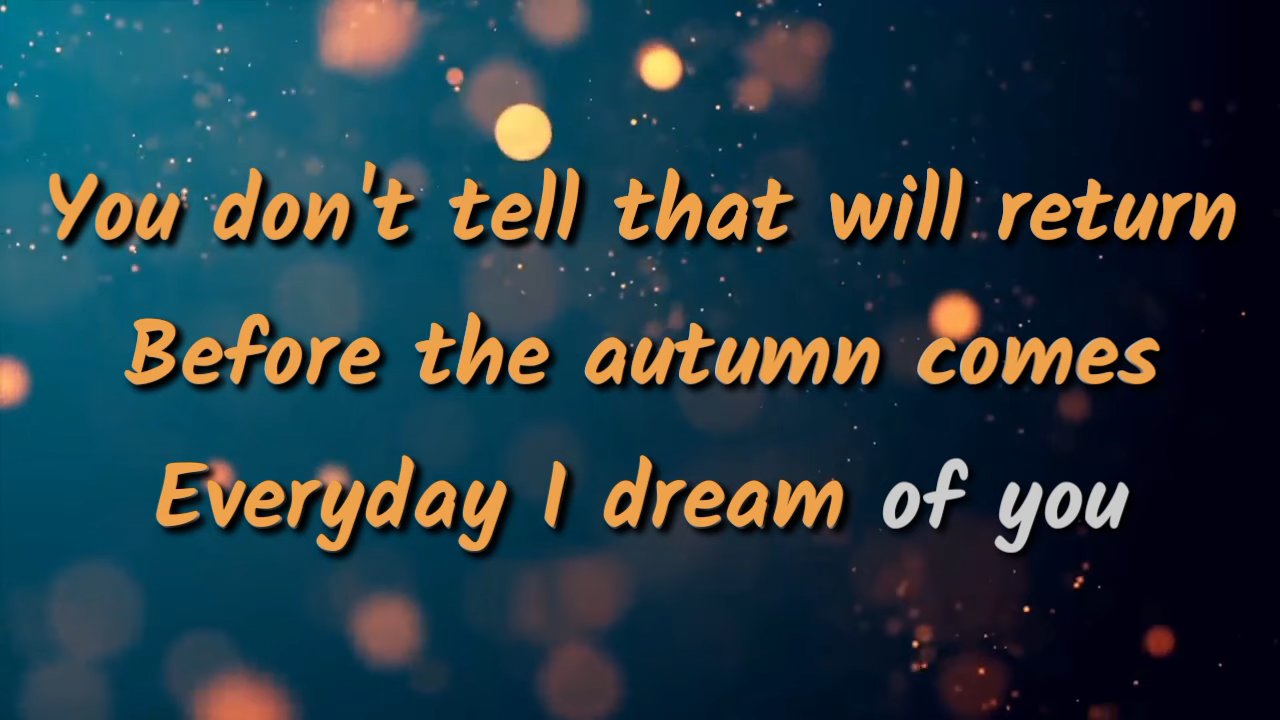 You don't tell that will return
Before the autumn comes
Everyday I dream of you